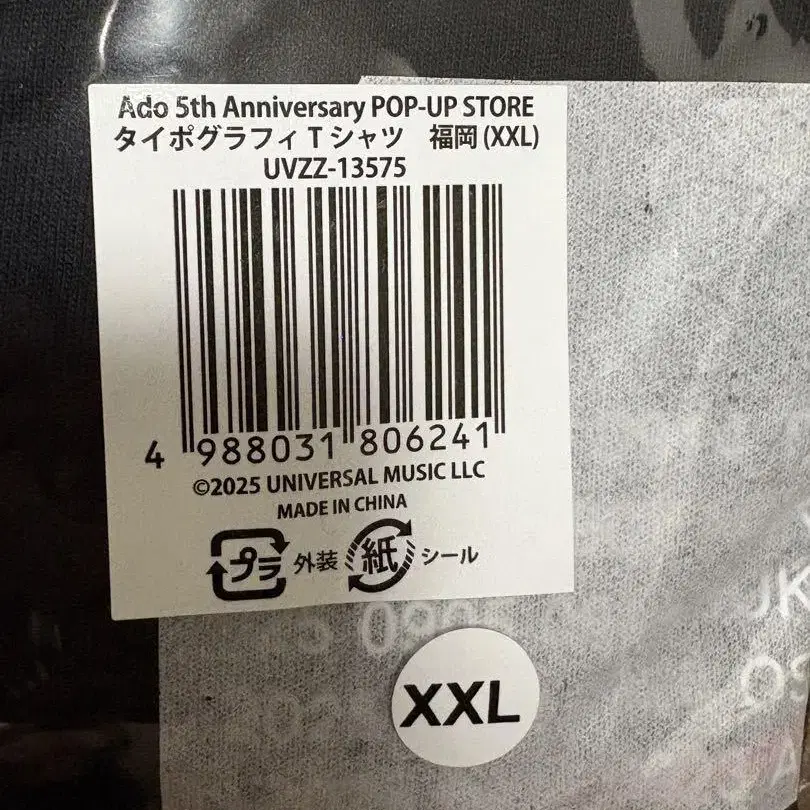 Ado 5th Anniversary POP-UP STORE
タイポグラフィ T シャツ　福岡 (XXL)
UVZZ-13575
4 988031 806241
©2025 UNIVERSAL MUSIC LLC
MADE IN CHINA
プラ 外装 紙 シール
XXL